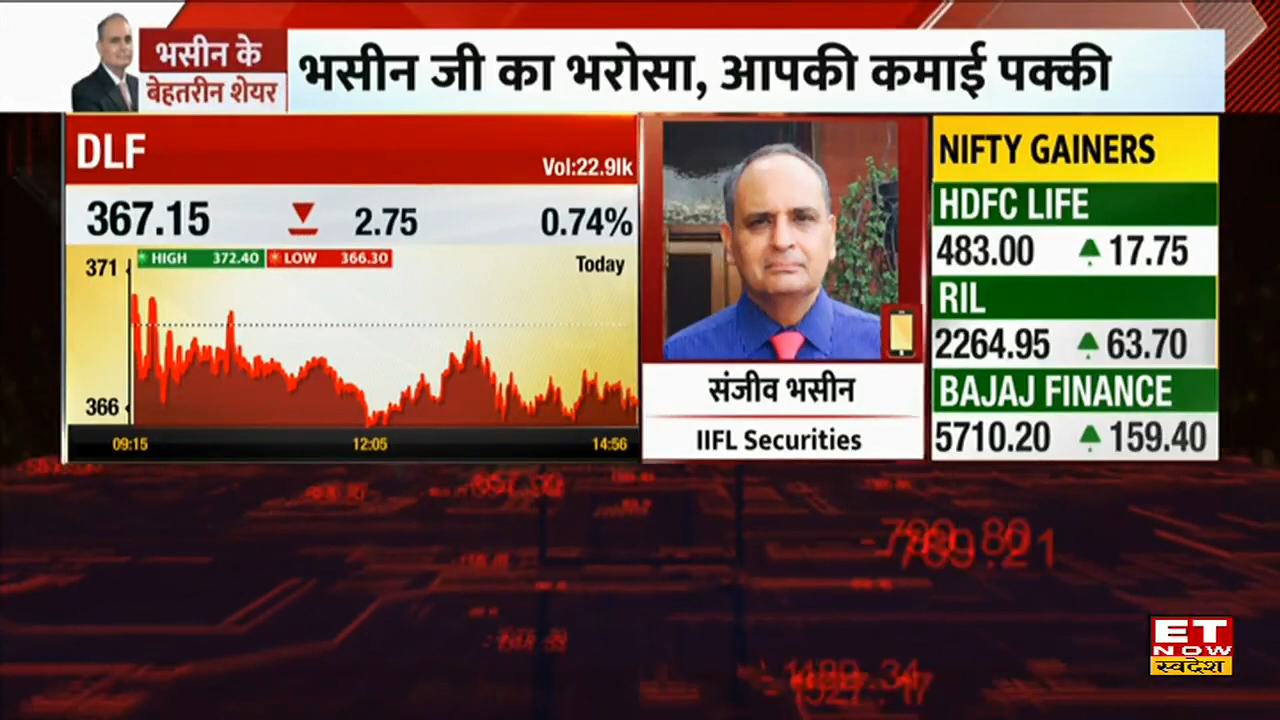 भसीन के
बेहतरीन शेयर
भसीन जी का भरोसा, आपकी कमाई पक्की
DLF
Vol:22.9lk
367.15 2.75 0.74%
HIGH 372.40 LOW 366.30
Today
371
366
09:15 12:05 14:56
संजीव भसीन
IIFL Securities
NIFTY GAINERS
HDFC LIFE
483.00 17.75
RIL
2264.95 63.70
BAJAJ FINANCE
5710.20 159.40
ET
NOW
स्वदेश